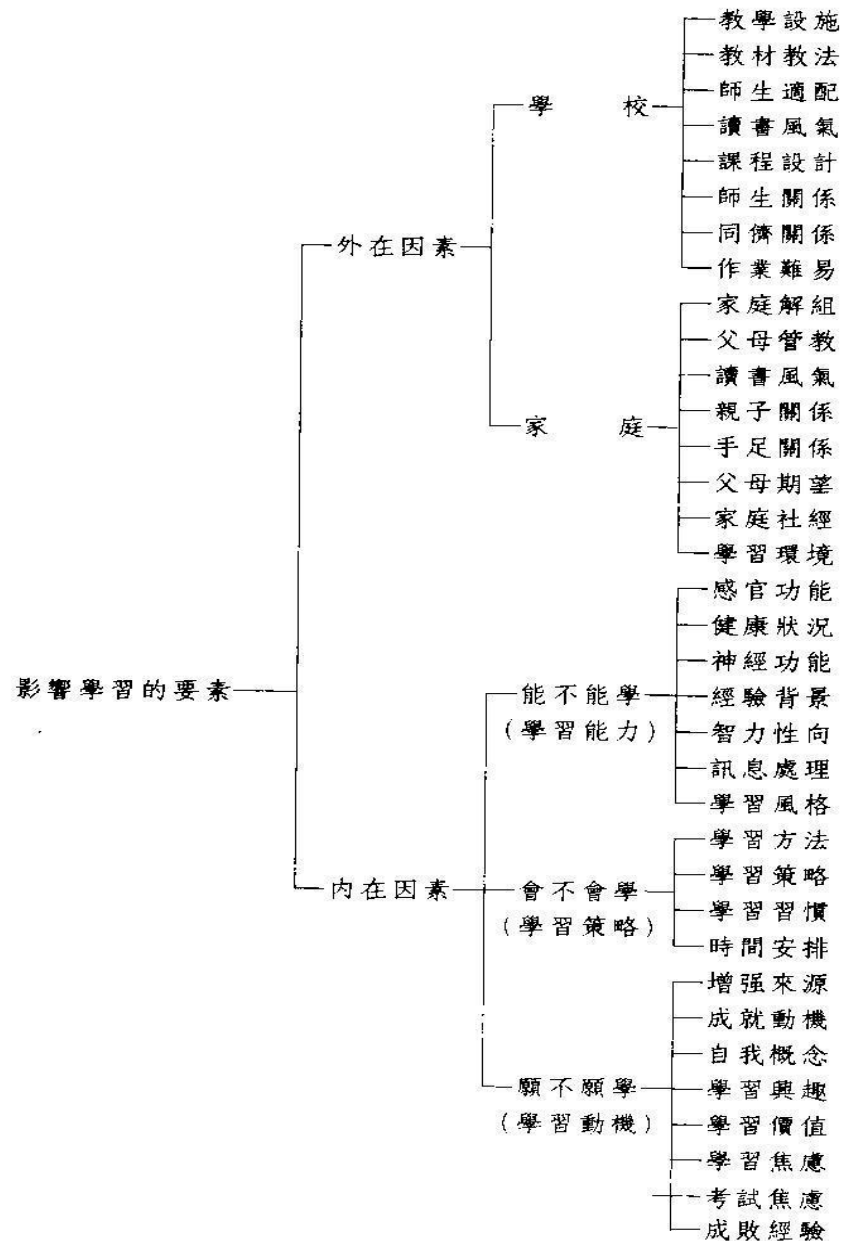 影響學習的要素
外在因素
學校
教學設施
教材教法
師生適配
讀書風氣
課程設計
師生關係
同儕關係
作業難易
家庭
家庭解組
父母管教
讀書風氣
親子關係
手足關係
父母期望
家庭社經
學習環境
內在因素
能不能學
(學習能力)
感官功能
健康狀況
神經功能
經驗背景
智力性向
訊息處理
學習風格
會不會學
(學習策略)
學習方法
學習策略
學習習慣
時間安排
願不願學
(學習動機)
增强來源
成就動機
自我概念
學習興趣
學習價值
學習焦慮
考試焦慮
成敗經驗